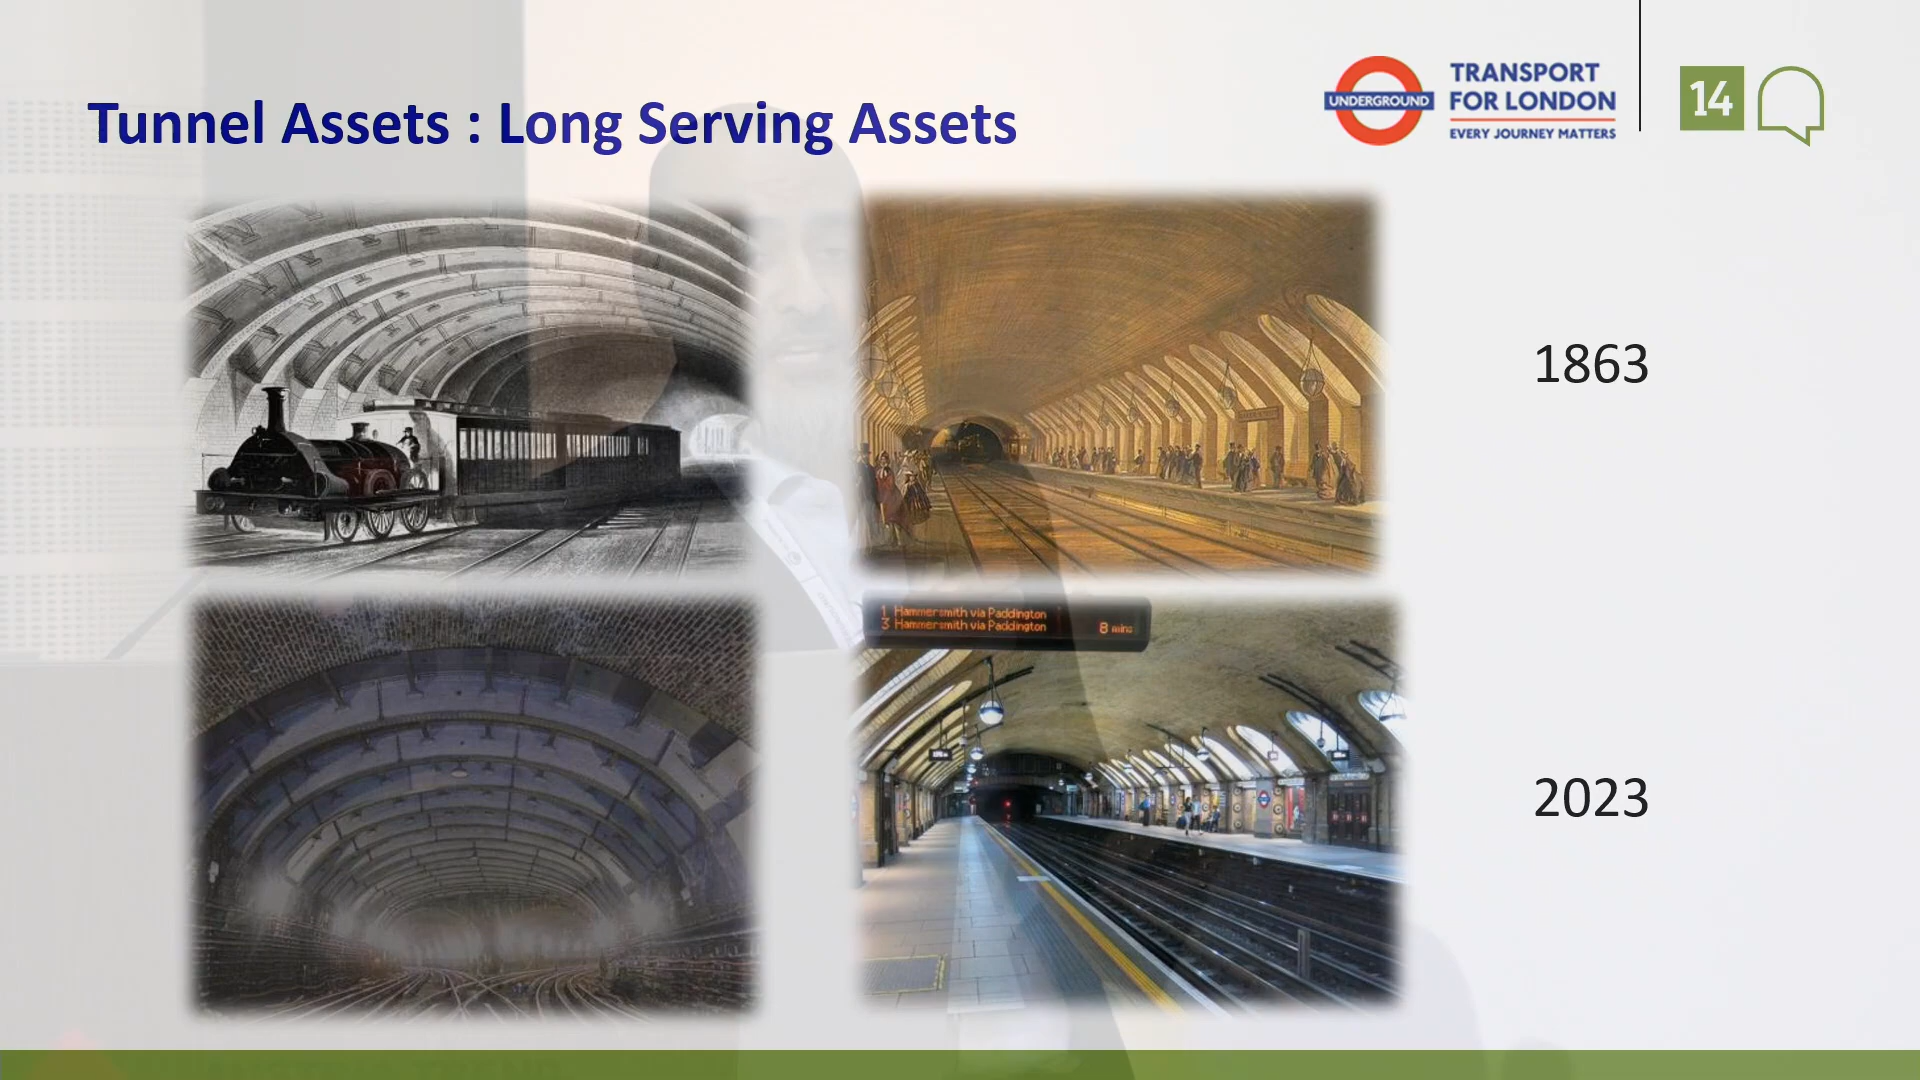 Tunnel Assets : Long Serving Assets
UNDERGROUND
TRANSPORT
FOR LONDON
EVERY JOURNEY MATTERS
14
1863
1 Hammersmith via Paddington
3 Hammersmith via Paddington 8 mins
2023